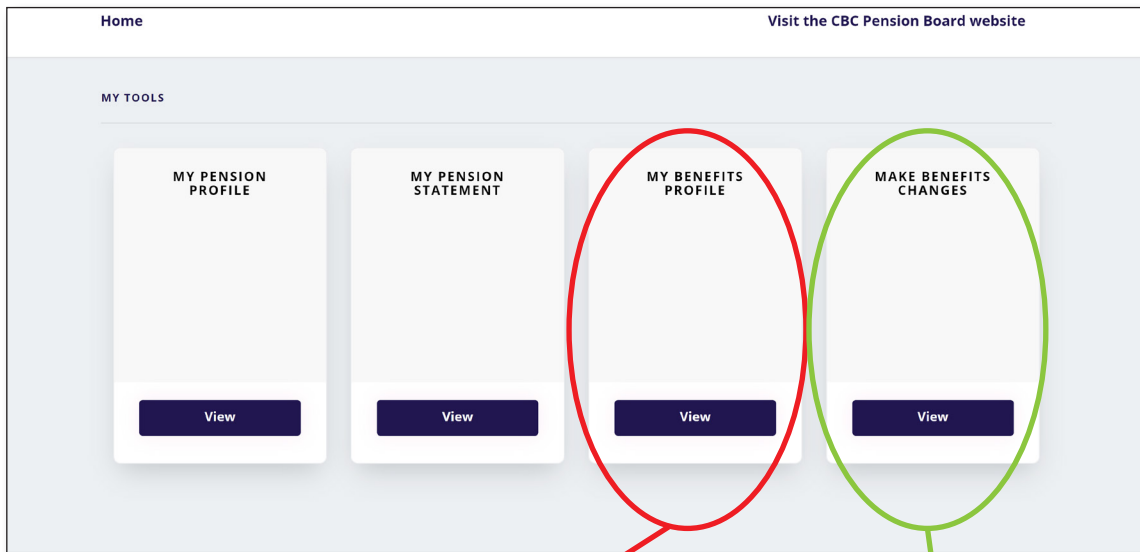 Home
Visit the CBC Pension Board website
MY TOOLS
MY PENSION
PROFILE
MY PENSION
STATEMENT
MY BENEFITS
PROFILE
MAKE BENEFITS
CHANGES
View
View
View
View